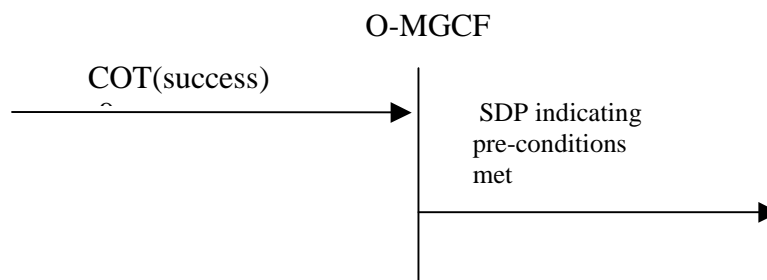 O-MGCF
COT(success)
SDP indicating
pre-conditions
met